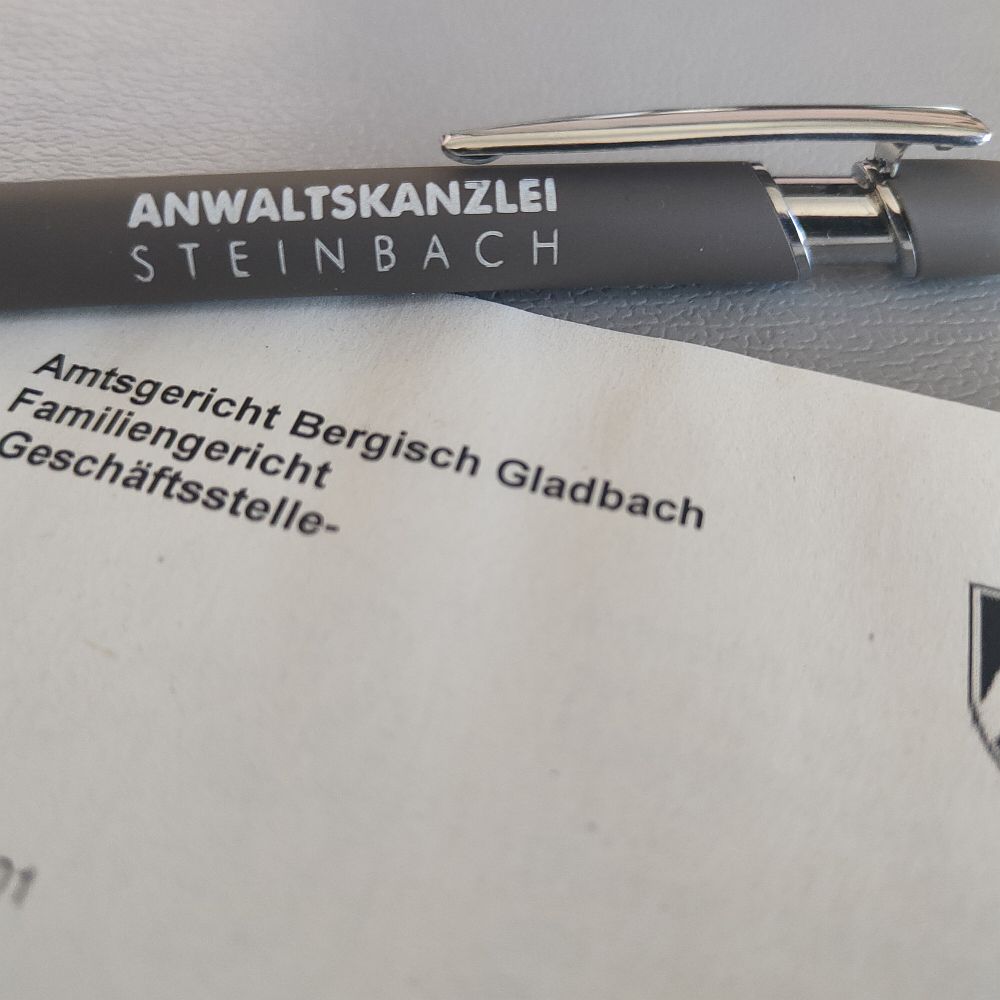 ANWALTSKANZLEI
STEINBACH
Amtsgericht Bergisch Gladbach
Familiengericht
Geschäftsstelle-